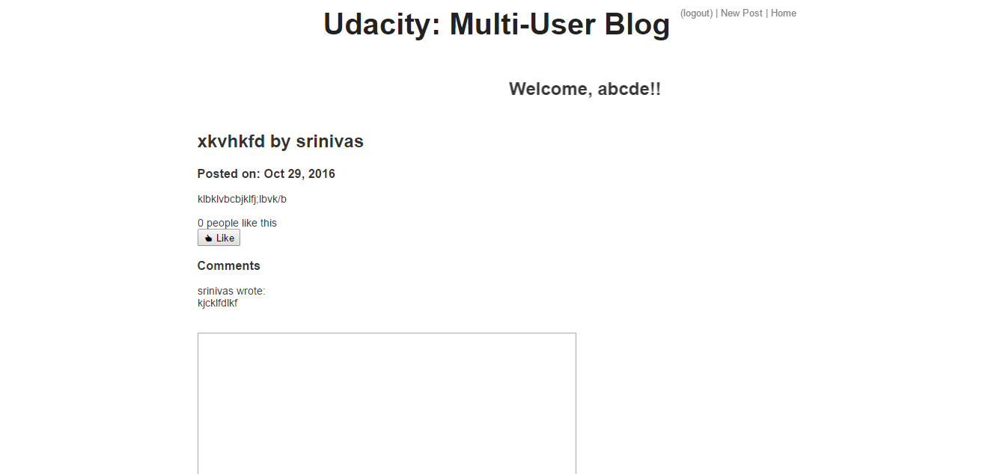 Udacity: Multi-User Blog
(logout) | New Post | Home
Welcome, abcde!!
xkvhkfd by srinivas
Posted on: Oct 29, 2016
klbklvbcbjklfj;lbvk/b
0 people like this
Like
Comments
srinivas wrote:
kjcklfdlkf